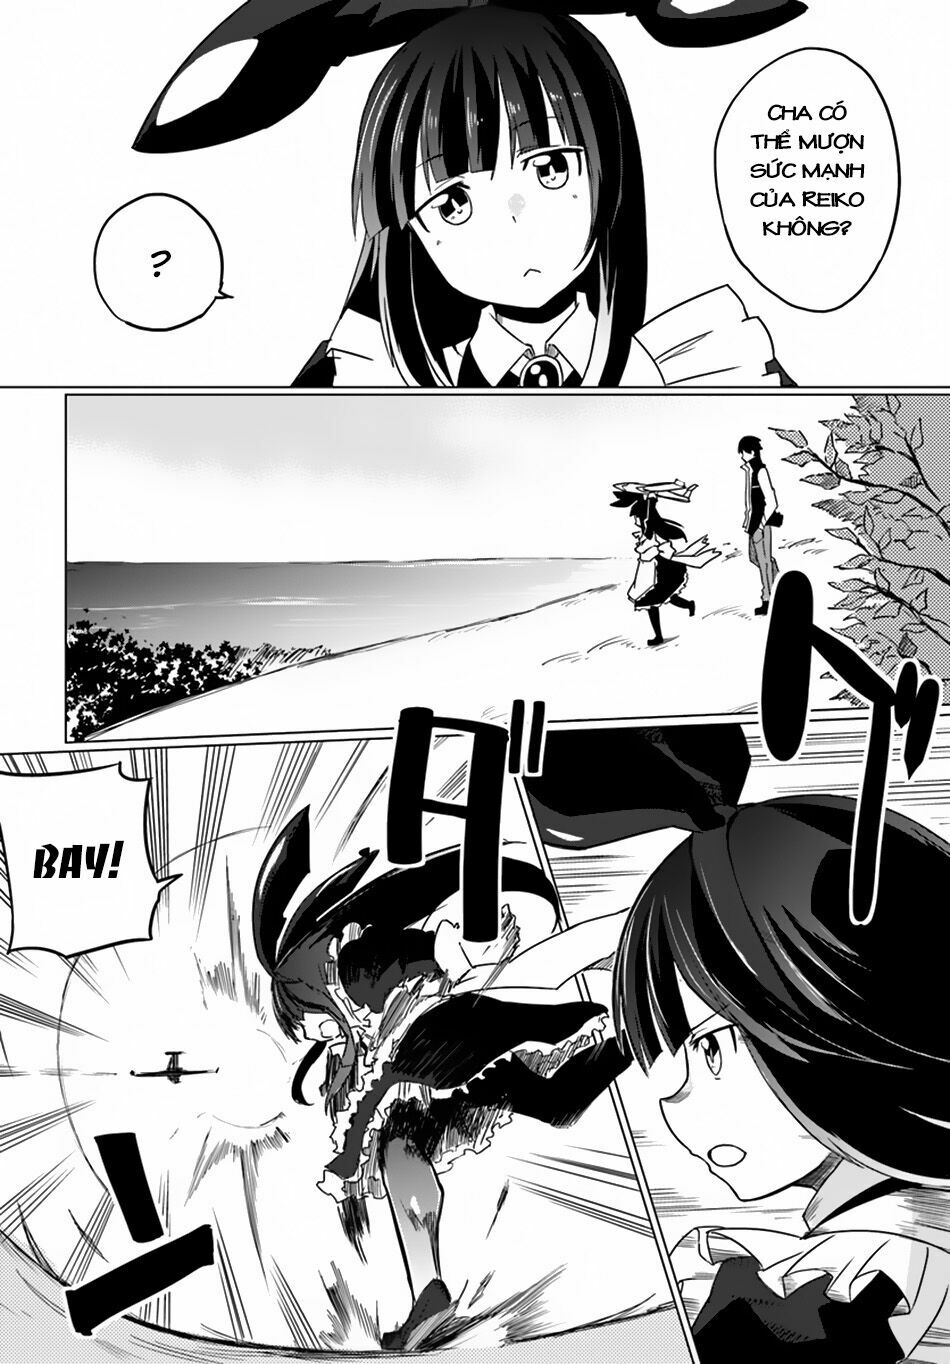 CHA CÓ
THỂ MƯỢN
SỨC MẠNH
CỦA REIKO
KHÔNG?
?
BAY!